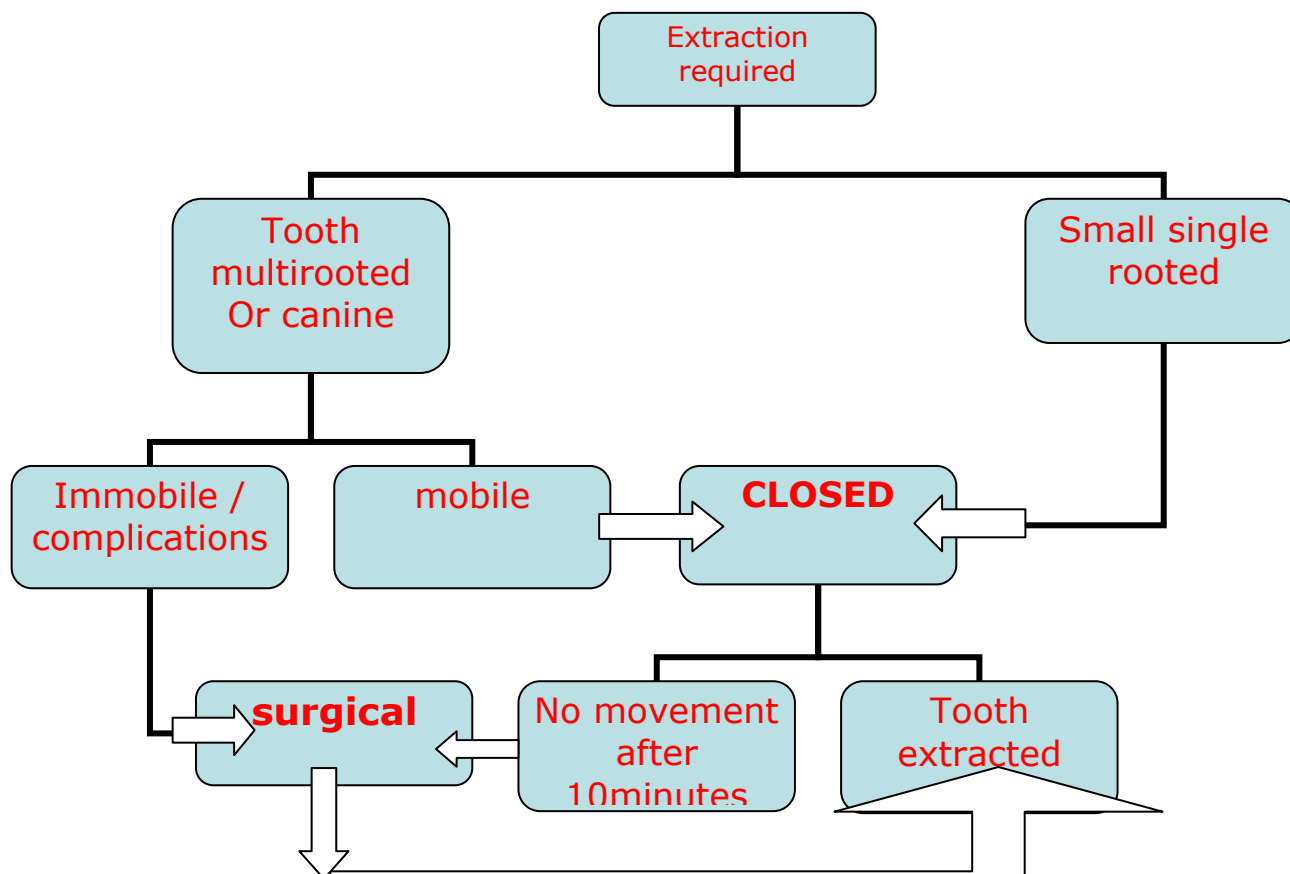 Extraction
required
Tooth
multirooted
Or canine
Small single
rooted
Immobile /
complications
mobile
CLOSED
surgical
No movement
after
10minutes
Tooth
extracted